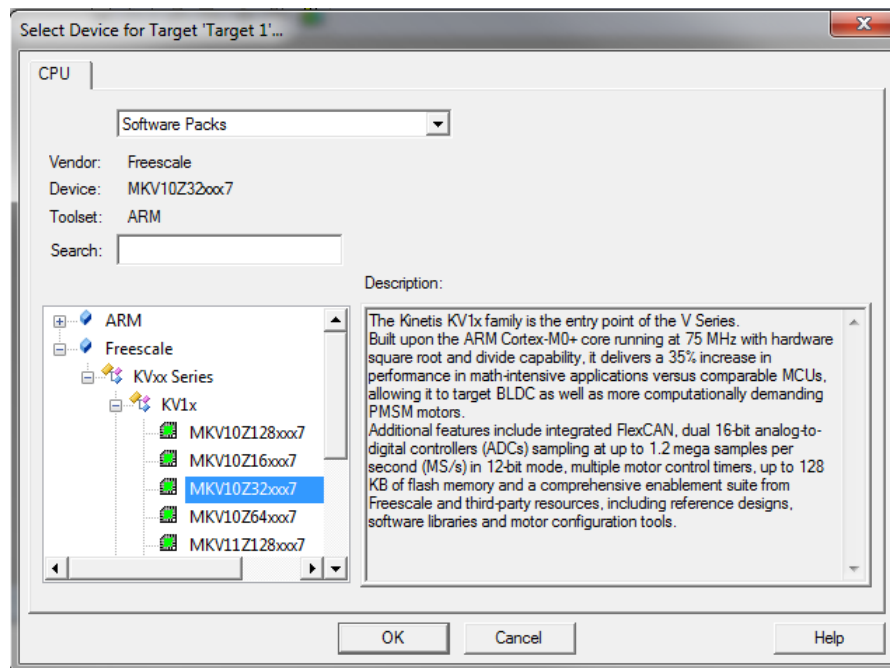 Select Device for Target 'Target 1'...
CPU
Software Packs
Vendor: Freescale
Device: MKV10Z32xxx7
Toolset: ARM
Search:
Description:
ARM
Freescale
KVxx Series
KV1x
MKV10Z128xxx7
MKV10Z16xxx7
MKV10Z32xxx7
MKV10Z64xxx7
MKV11Z128xxx7
The Kinetis KV1x family is the entry point of the V Series.
Built upon the ARM Cortex-M0+ core running at 75 MHz with hardware
square root and divide capability, it delivers a 35% increase in
performance in math-intensive applications versus comparable MCUs,
allowing it to target BLDC as well as more computationally demanding
PMSM motors.
Additional features include integrated FlexCAN, dual 16-bit analog-to-
digital controllers (ADCs) sampling at up to 1.2 mega samples per
second (MS/s) in 12-bit mode, multiple motor control timers, up to 128
KB of flash memory and a comprehensive enablement suite from
Freescale and third-party resources, including reference designs,
software libraries and motor configuration tools.
OK
Cancel
Help